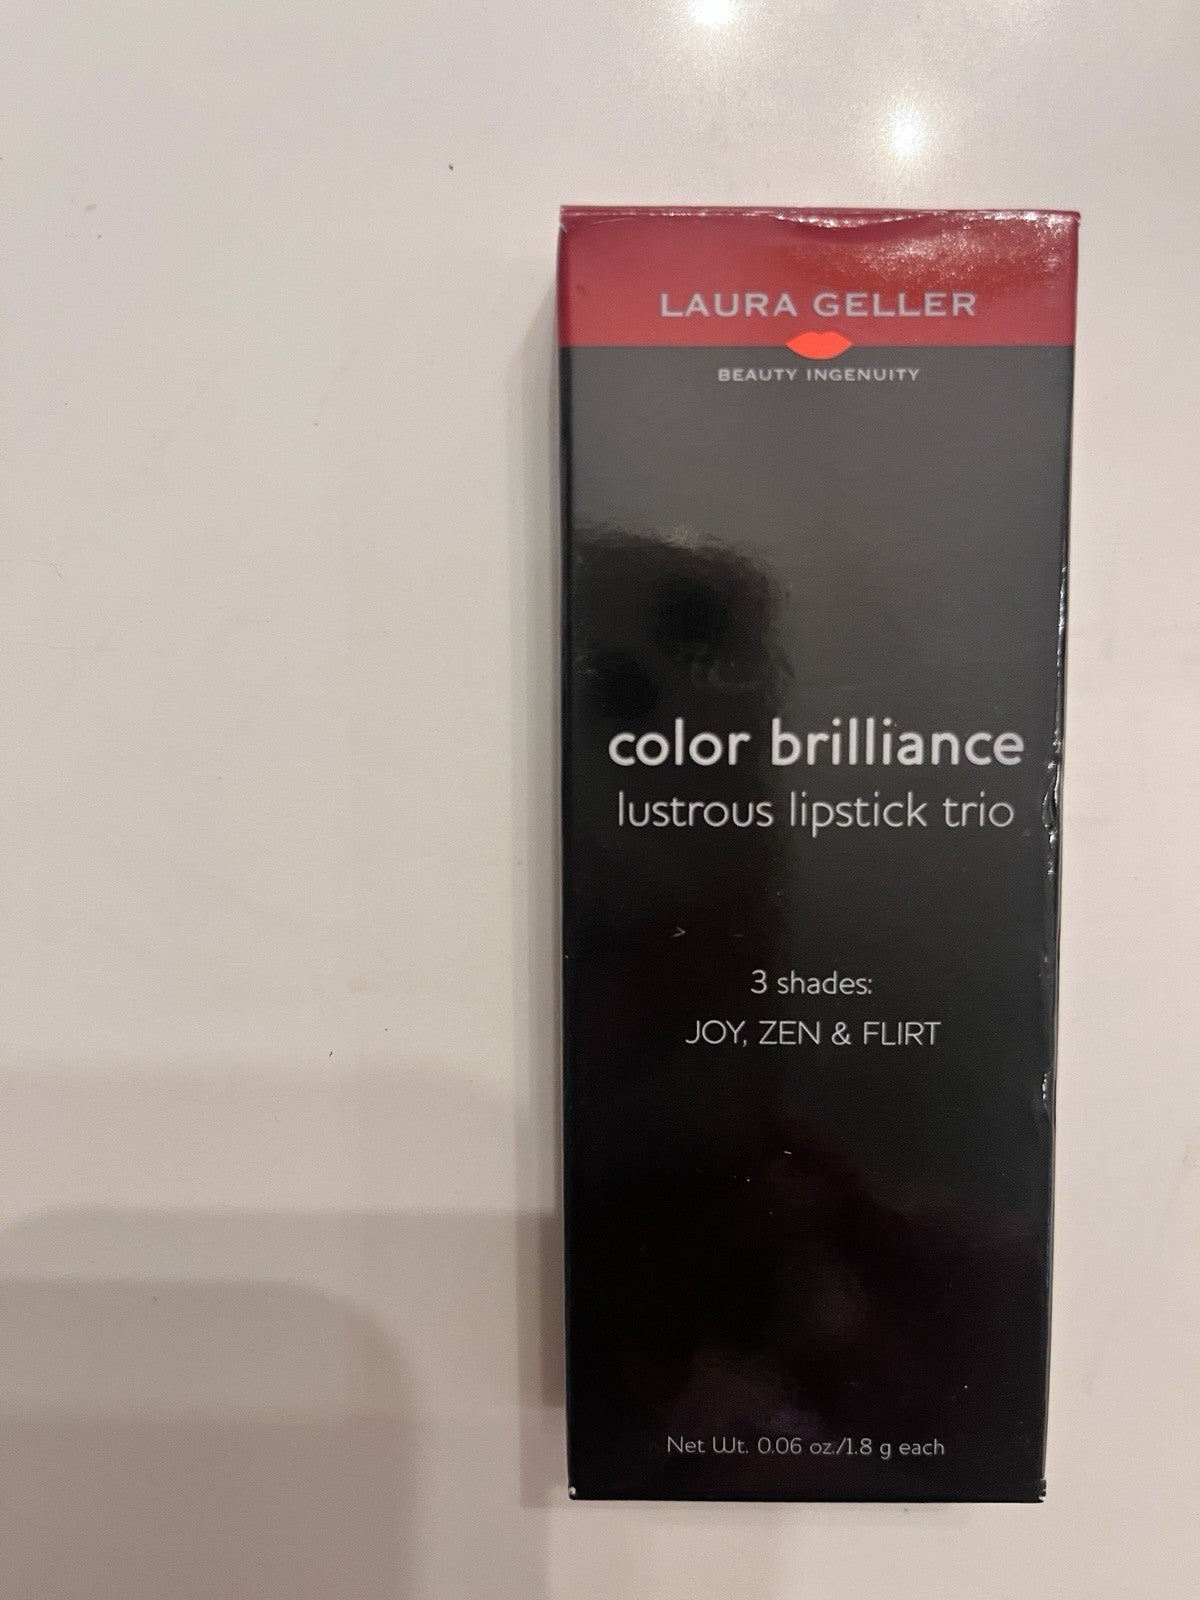 LAURA GELLER
BEAUTY INGENUITY
color brilliance
lustrous lipstick trio
3 shades:
JOY, ZEN & FLIRT
Net Wt. 0.06 oz./1.8 g each